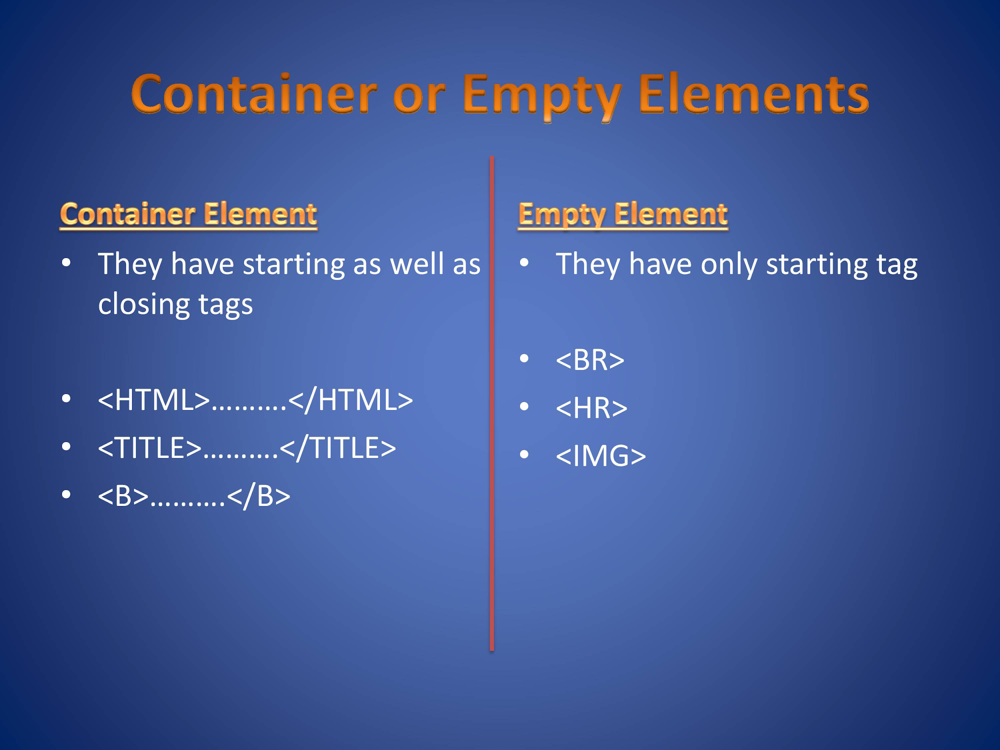 Container or Empty Elements
Container Element
• They have starting as well as
closing tags
• <HTML>……….</HTML>
• <TITLE>……….</TITLE>
• <B>……….</B>
Empty Element
• They have only starting tag
• <BR>
• <HR>
• <IMG>